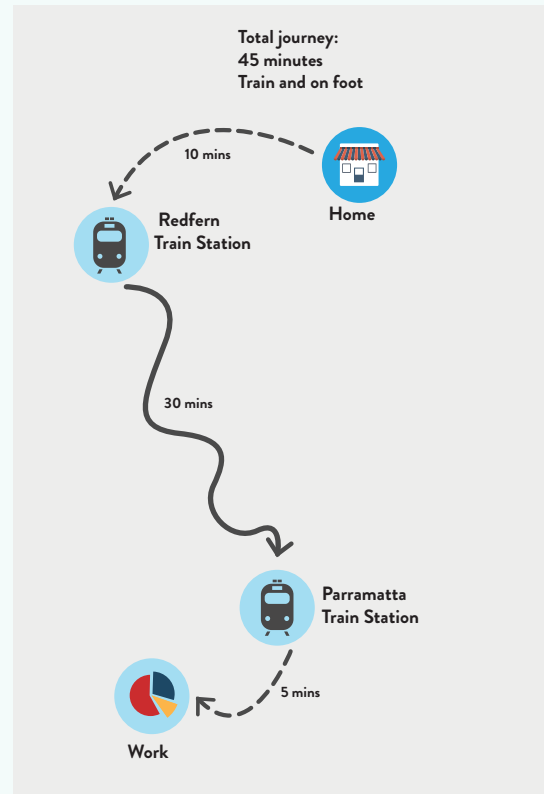 Total journey:
45 minutes
Train and on foot
10 mins
Home
Redfern
Train Station
30 mins
Parramatta
Train Station
5 mins
Work